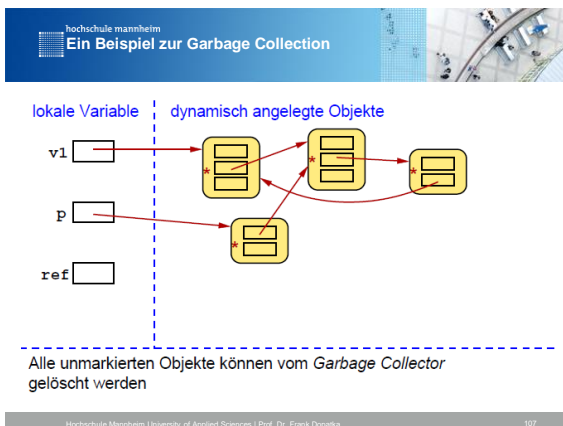 hochschule mannheim
Ein Beispiel zur Garbage Collection
lokale Variable
dynamisch angelegte Objekte
v1
*
*
*
p
*
ref
Alle unmarkierten Objekte können vom Garbage Collector
gelöscht werden
Hochschule Mannheim University of Applied Sciences | Prof. Dr. Frank Dopatka
107